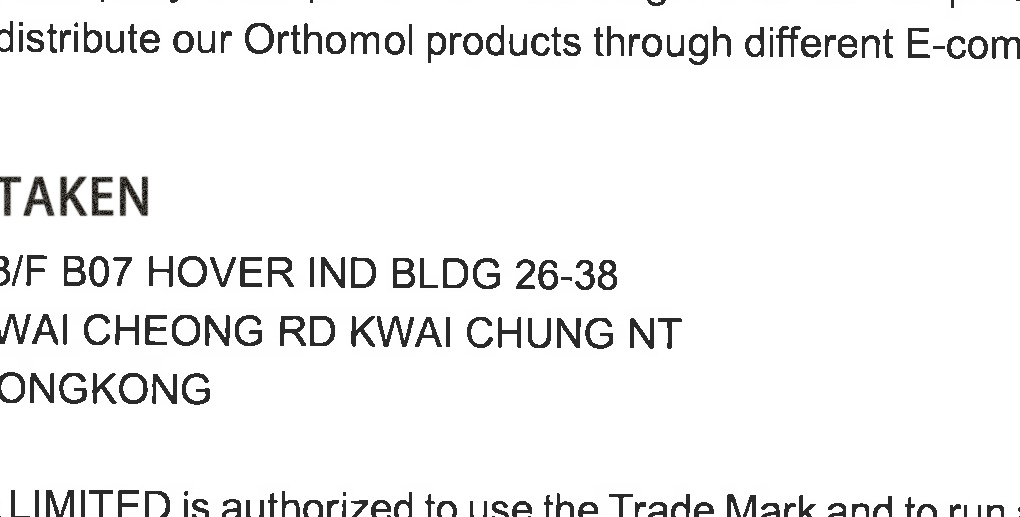 distribute our Orthomol products through different E-com
TAKEN
3/F B07 HOVER IND BLDG 26-38
WAI CHEONG RD KWAI CHUNG NT
ONGKONG
LIMITED is authorized to use the Trade Mark and to run